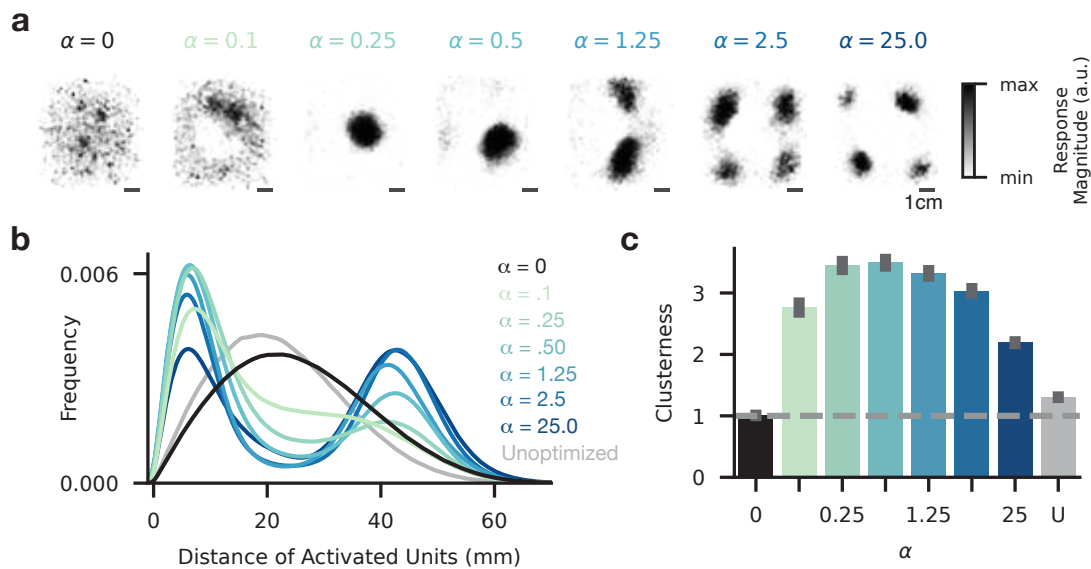 a
α = 0
α = 0.1
α = 0.25
α = 0.5
α = 1.25
α = 2.5
α = 25.0
max
min
Response
Magnitude (a.u.)
1cm
b
0.006
0.000
Frequency
0
20
40
60
Distance of Activated Units (mm)
α = 0
α = .1
α = .25
α = .50
α = 1.25
α = 2.5
α = 25.0
Unoptimized
c
3
2
1
0
Clusterness
0
0.25
1.25
25
U
α